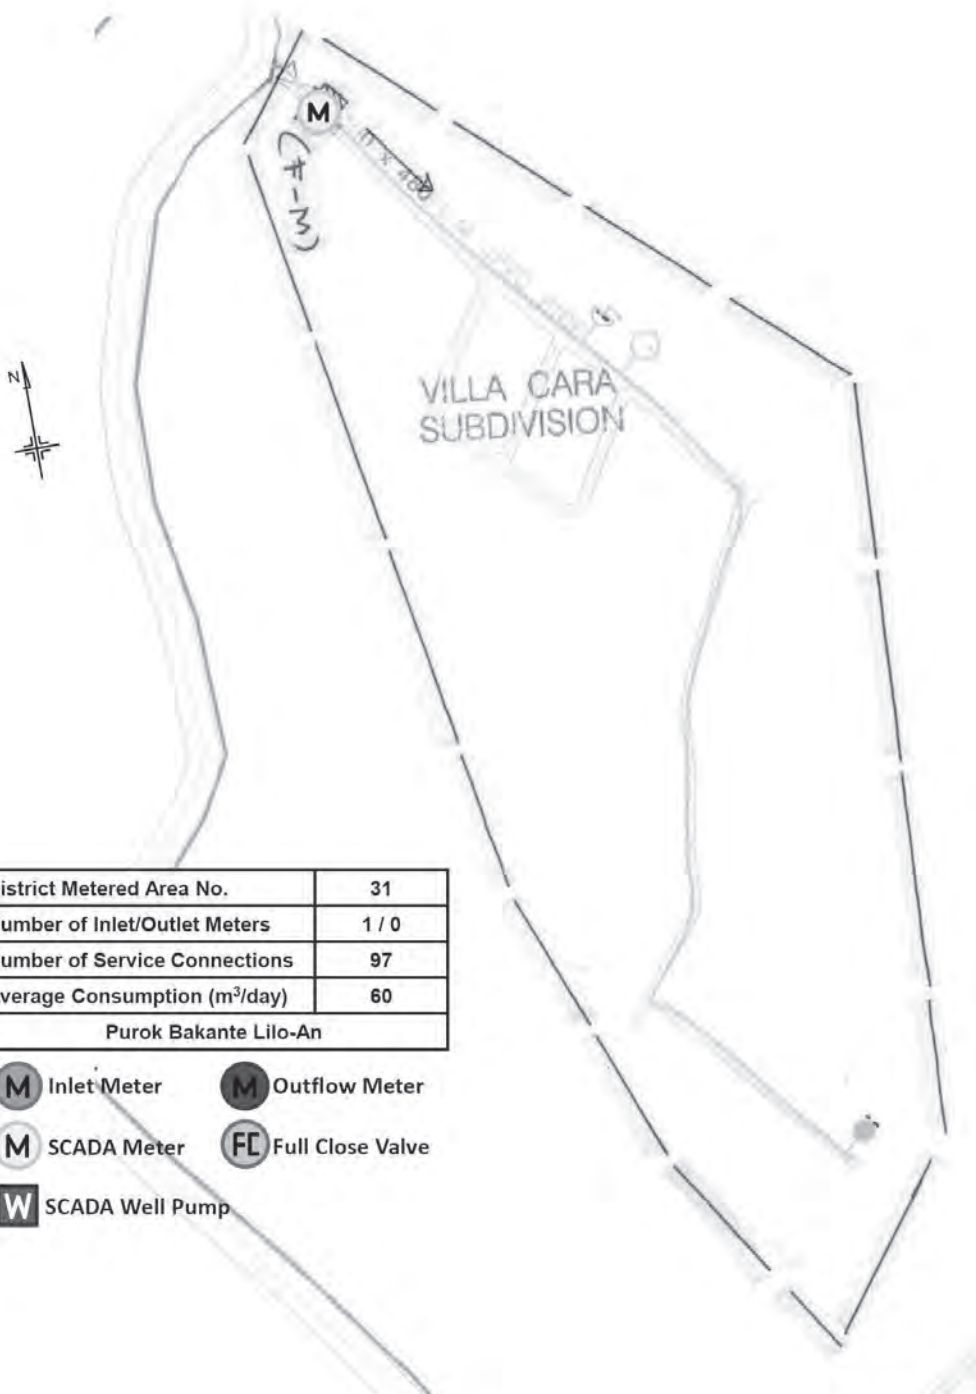 M
(F-M)
N
VILLA CARA
SUBDIVISION
istrict Metered Area No. 31
umber of Inlet/Outlet Meters 1 / 0
umber of Service Connections 97
verage Consumption (m³/day) 60
Purok Bakante Lilo-An
M Inlet Meter M Outflow Meter
M SCADA Meter FC Full Close Valve
W SCADA Well Pump